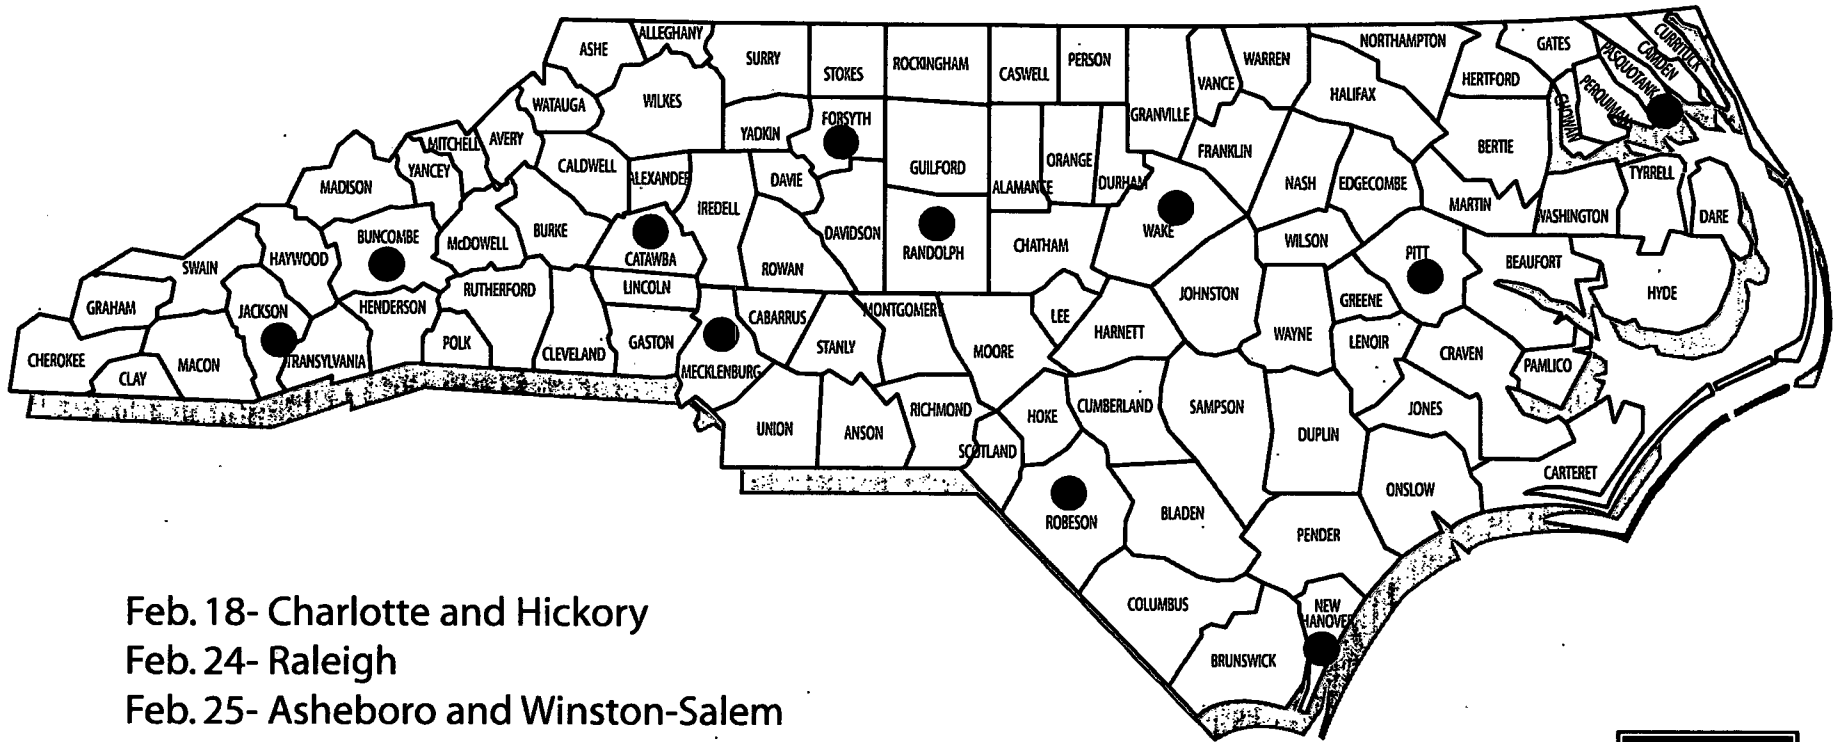 ALLEGHANY
ASHE
SURRY
STOKES
ROCKINGHAM
CASWELL
PERSON
GRANVILLE
VANCE
WARREN
NORTHAMPTON
GATES
HERTFORD
HALIFAX
CURRITUCK
CAMDEN
PASQUOTANK
PERQUIMANS
CHOWAN
WATAUGA
WILKES
YADKIN
FORSYTH
GUILFORD
ALAMANCE
ORANGE
DURHAM
FRANKLIN
NASH
EDGECOMBE
BERTIE
MARTIN
WASHINGTON
TYRRELL
DARE
MITCHELL
AVERY
YANCEY
CALDWELL
ALEXANDER
IREDELL
DAVIE
DAVIDSON
RANDOLPH
CHATHAM
WAKE
WILSON
PITT
BEAUFORT
HYDE
MADISON
BUNCOMBE
McDOWELL
BURKE
CATAWBA
LINCOLN
ROWAN
JOHNSTON
GREENE
SWAIN
HAYWOOD
GRAHAM
JACKSON
HENDERSON
RUTHERFORD
POLK
CLEVELAND
GASTON
MECKLENBURG
CABARRUS
STANLY
MONTGOMERY
MOORE
LEE
HARNETT
WAYNE
LENOIR
CRAVEN
PAMLICO
CHEROKEE
CLAY
MACON
TRANSYLVANIA
UNION
ANSON
RICHMOND
SCOTLAND
HOKE
CUMBERLAND
SAMPSON
DUPLIN
JONES
CARTERET
ONSLOW
ROBESON
BLADEN
PENDER
COLUMBUS
NEW
HANOVER
BRUNSWICK
Feb. 18- Charlotte and Hickory
Feb. 24- Raleigh
Feb. 25- Asheboro and Winston-Salem